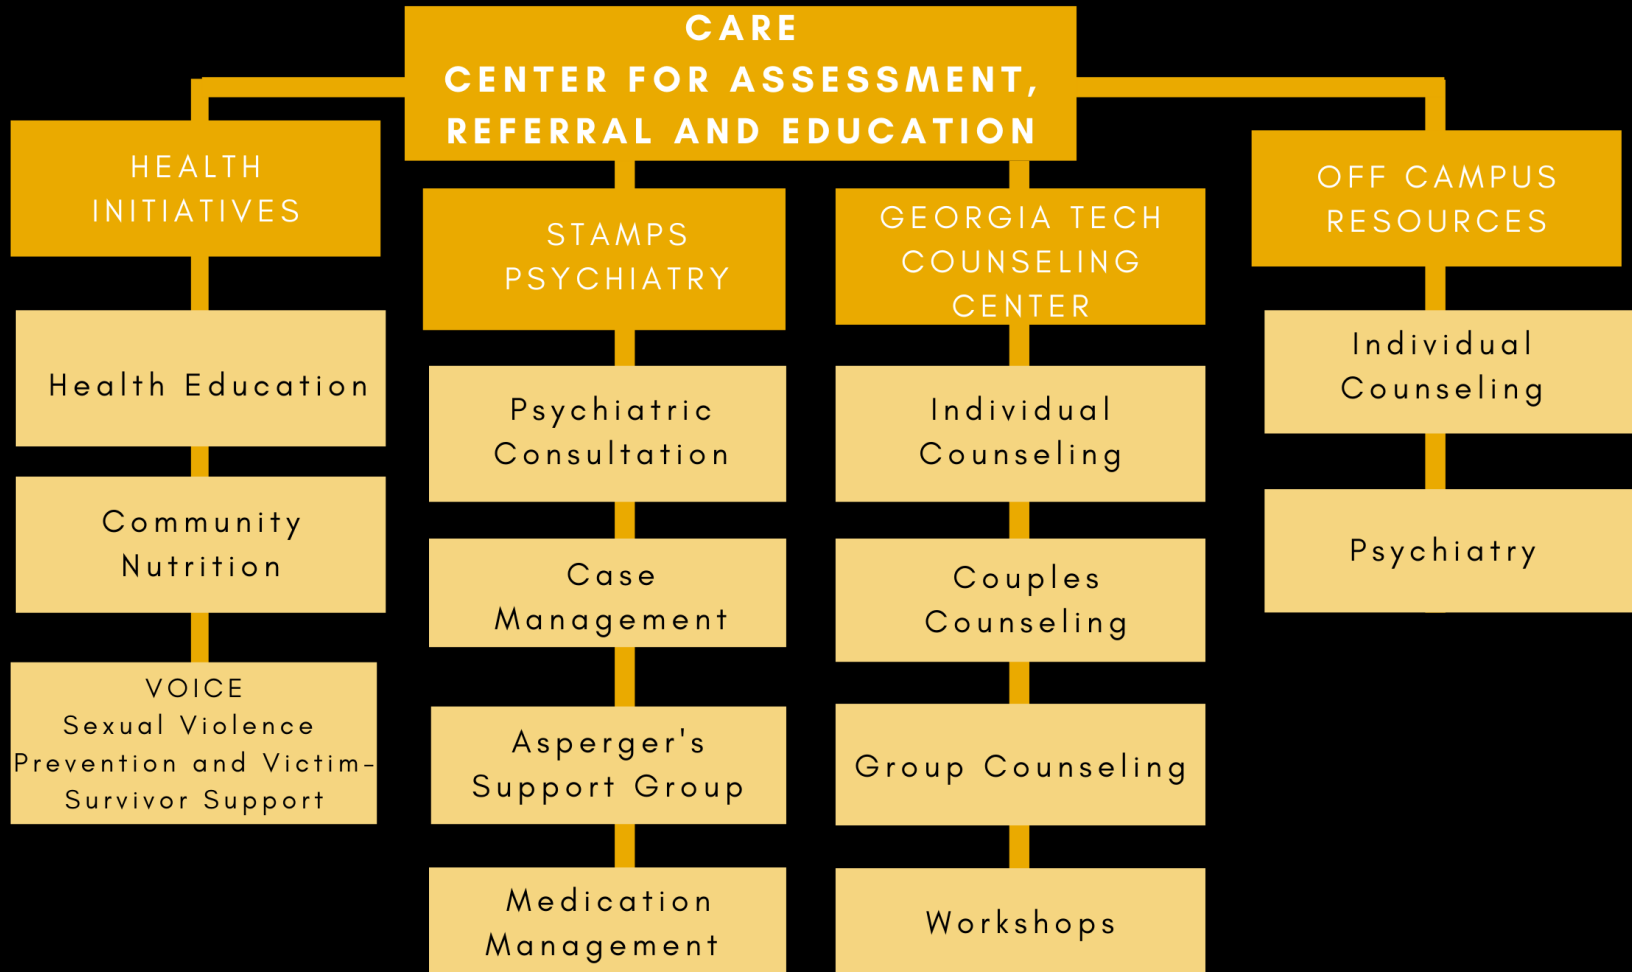 CARE
CENTER FOR ASSESSMENT,
REFERRAL AND EDUCATION
HEALTH
INITIATIVES
Health Education
Community
Nutrition
VOICE
Sexual Violence
Prevention and Victim-
Survivor Support
STAMPS
PSYCHIATRY
Psychiatric
Consultation
Case
Management
Asperger's
Support Group
Medication
Management
GEORGIA TECH
COUNSELING
CENTER
Individual
Counseling
Couples
Counseling
Group Counseling
Workshops
OFF CAMPUS
RESOURCES
Individual
Counseling
Psychiatry